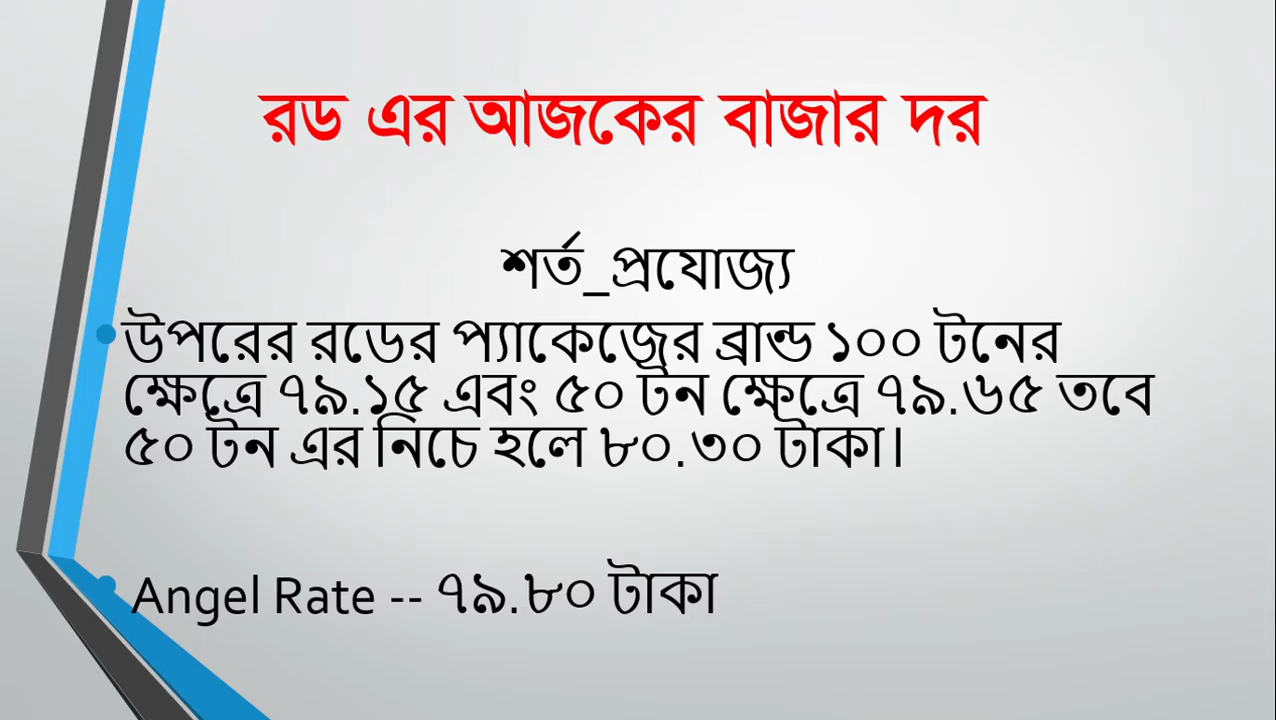 রড এর আজকের বাজার দর
শর্ত_প্রযোজ্য
উপরের রডের প্যাকেজের ব্রান্ড ১০০ টনের
ক্ষেত্রে ৭৯.১৫ এবং ৫০ টন ক্ষেত্রে ৭৯.৬৫ তবে
৫০ টন এর নিচে হলে ৮০.৩০ টাকা।
Angel Rate -- ৭৯.৮০ টাকা